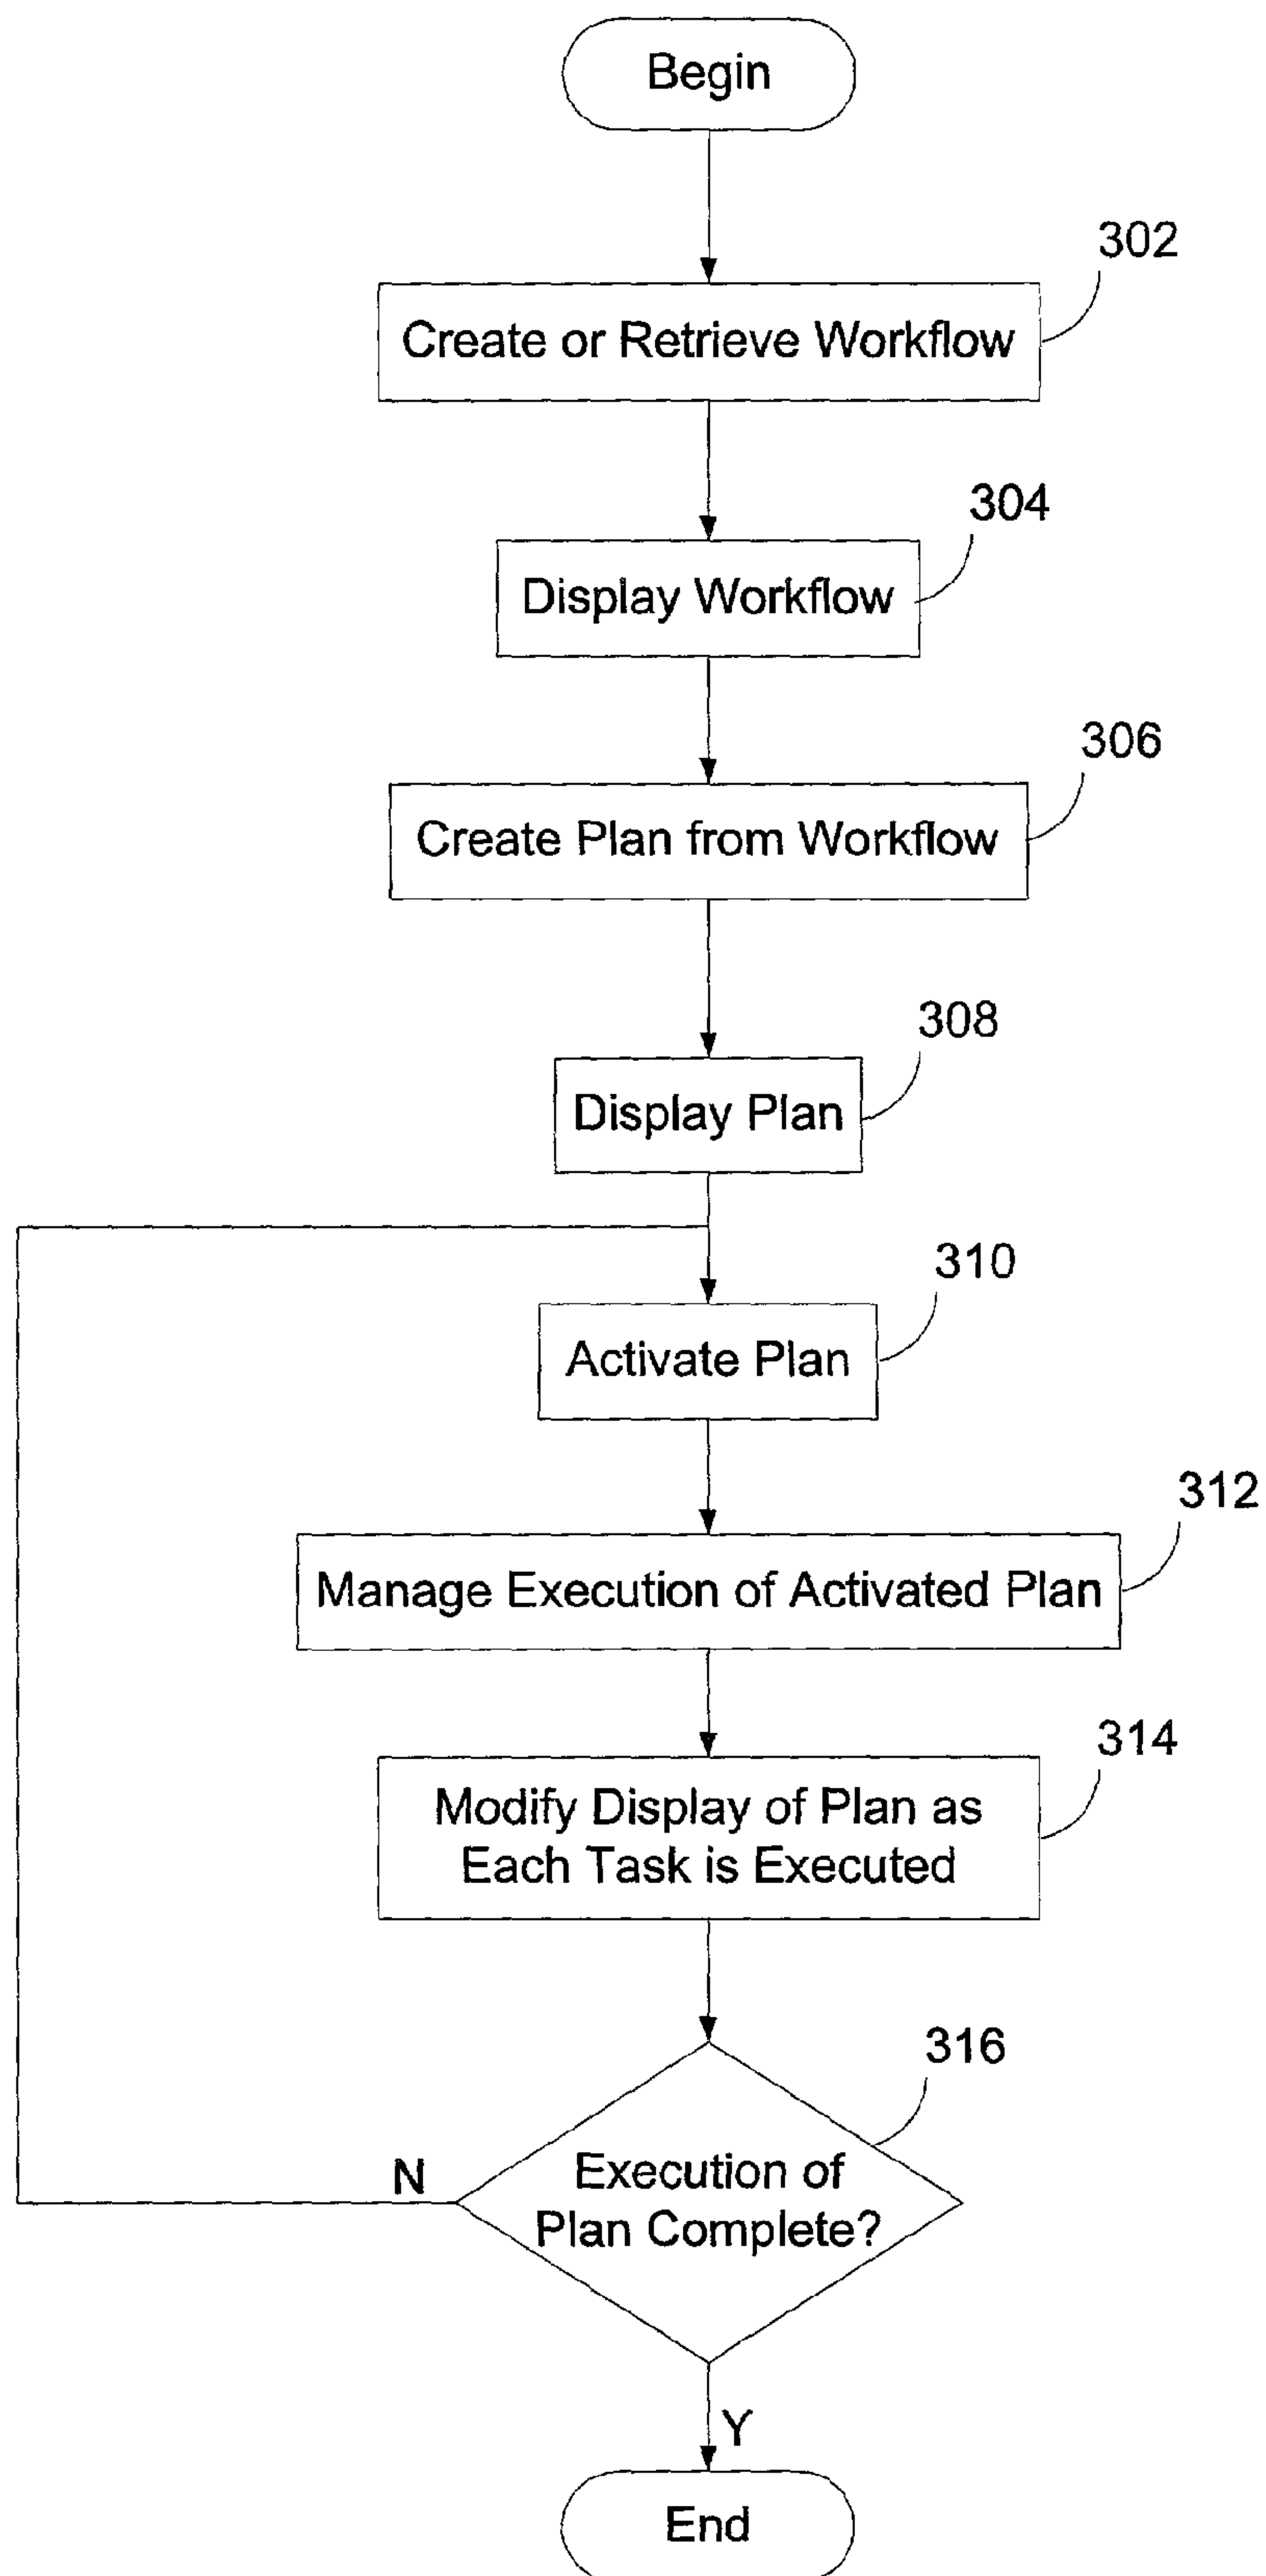 Begin
302
Create or Retrieve Workflow
304
Display Workflow
306
Create Plan from Workflow
308
Display Plan
310
Activate Plan
312
Manage Execution of Activated Plan
314
Modify Display of Plan as
Each Task is Executed
316
Execution of
Plan Complete?
N
Y
End